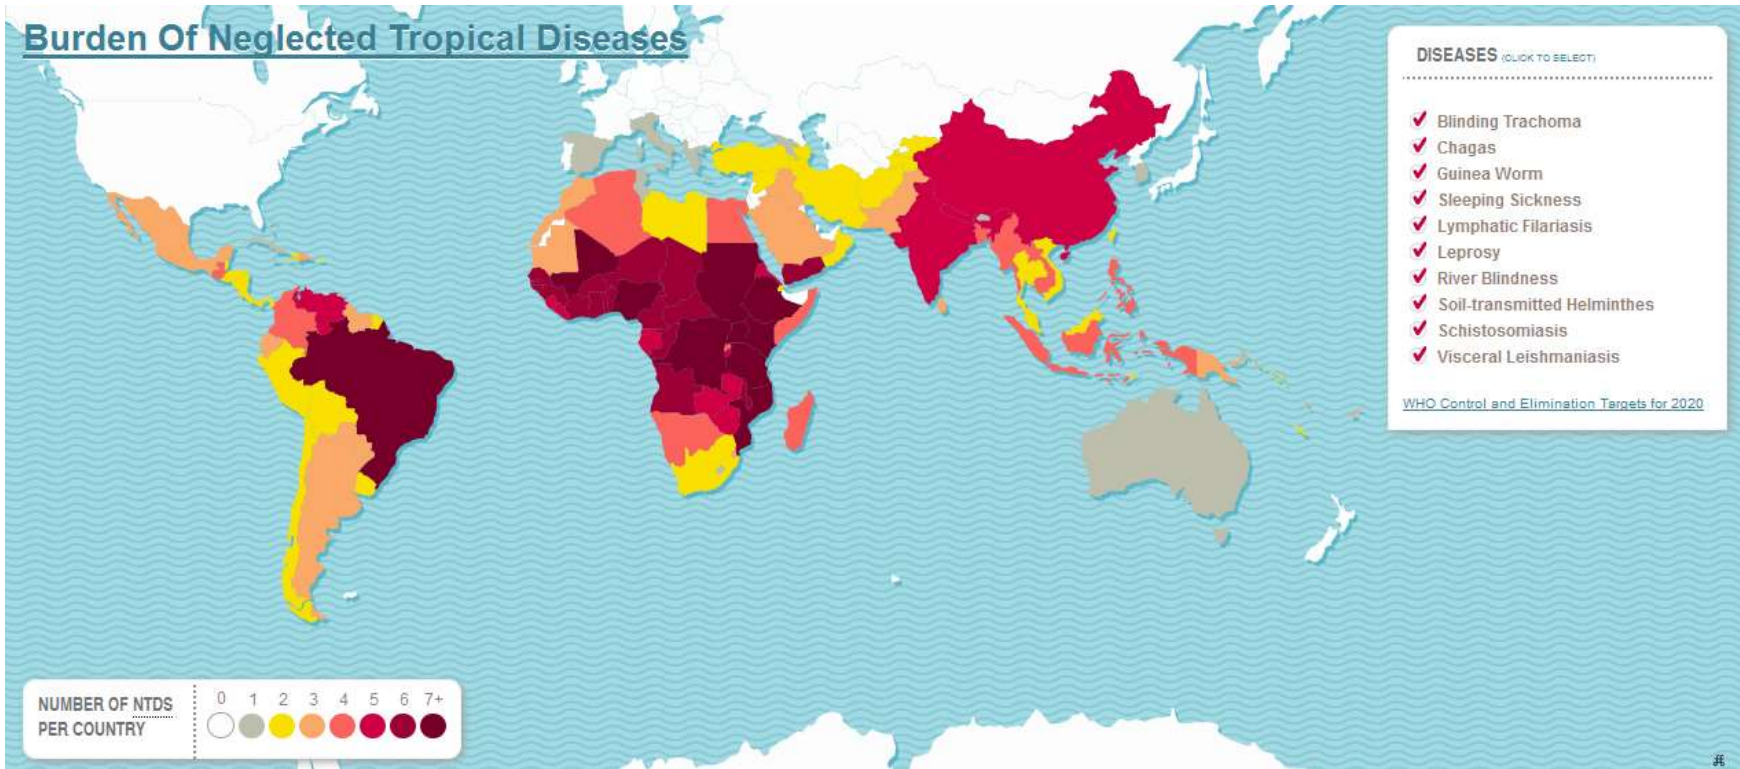 Burden Of Neglected Tropical Diseases
DISEASES (CLICK TO SELECT)
Blinding Trachoma
Chagas
Guinea Worm
Sleeping Sickness
Lymphatic Filariasis
Leprosy
River Blindness
Soil-transmitted Helminthes
Schistosomiasis
Visceral Leishmaniasis
WHO Control and Elimination Targets for 2020
NUMBER OF NTDS
PER COUNTRY
0 1 2 3 4 5 6 7+